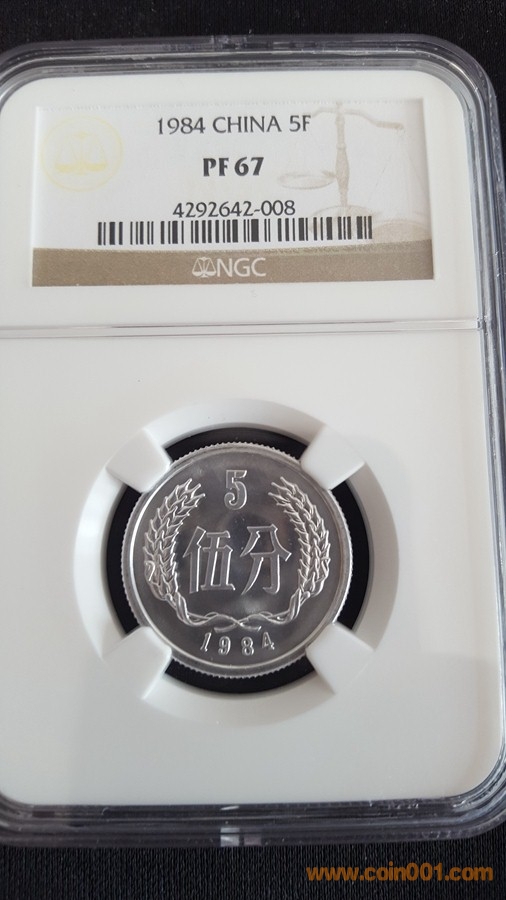 1984 CHINA 5F
PF 67
4292642-008
NGC
5
伍分
1984
www.coin001.com